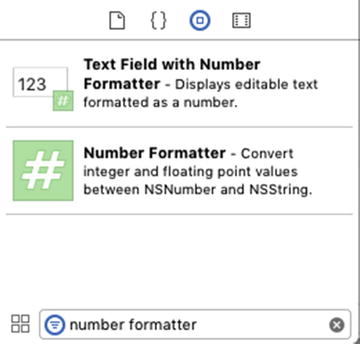 {}
Text Field with Number
123
Formatter - Displays editable text
#
formatted as a number.
#
Number Formatter - Convert
integer and floating point values
between NSNumber and NSString.
number formatter